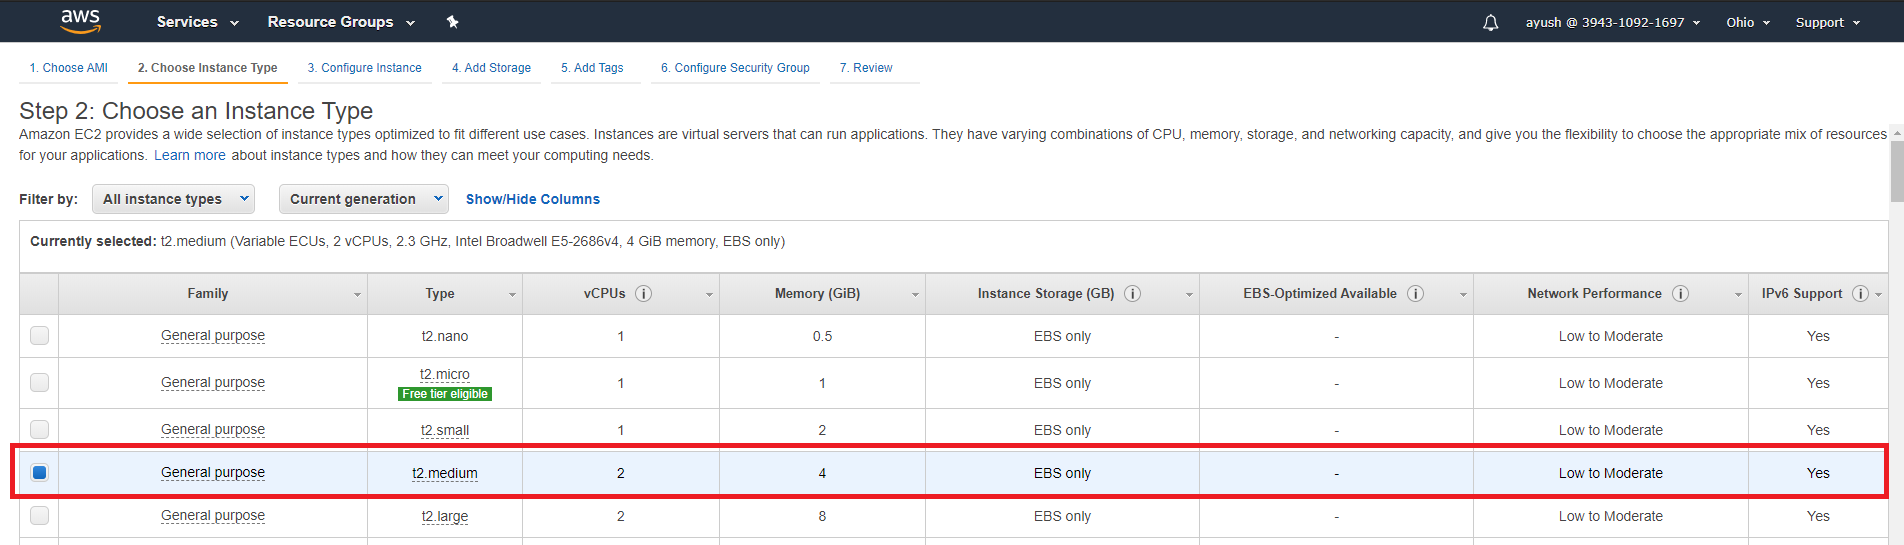 aws Services Resource Groups ayush @ 3943-1092-1697 Ohio Support
1. Choose AMI 2. Choose Instance Type 3. Configure Instance 4. Add Storage 5. Add Tags 6. Configure Security Group 7. Review
Step 2: Choose an Instance Type
Amazon EC2 provides a wide selection of instance types optimized to fit different use cases. Instances are virtual servers that can run applications. They have varying combinations of CPU, memory, storage, and networking capacity, and give you the flexibility to choose the appropriate mix of resources
for your applications. Learn more about instance types and how they can meet your computing needs.
Filter by: All instance types Current generation Show/Hide Columns
Currently selected: t2.medium (Variable ECUs, 2 vCPUs, 2.3 GHz, Intel Broadwell E5-2686v4, 4 GiB memory, EBS only)
Family Type vCPUs i Memory (GiB) Instance Storage (GB) i EBS-Optimized Available i Network Performance i IPv6 Support i
General purpose t2.nano 1 0.5 EBS only - Low to Moderate Yes
General purpose t2.micro 1 1 EBS only - Low to Moderate Yes
Free tier eligible
General purpose t2.small 1 2 EBS only - Low to Moderate Yes
General purpose t2.medium 2 4 EBS only - Low to Moderate Yes
General purpose t2.large 2 8 EBS only - Low to Moderate Yes